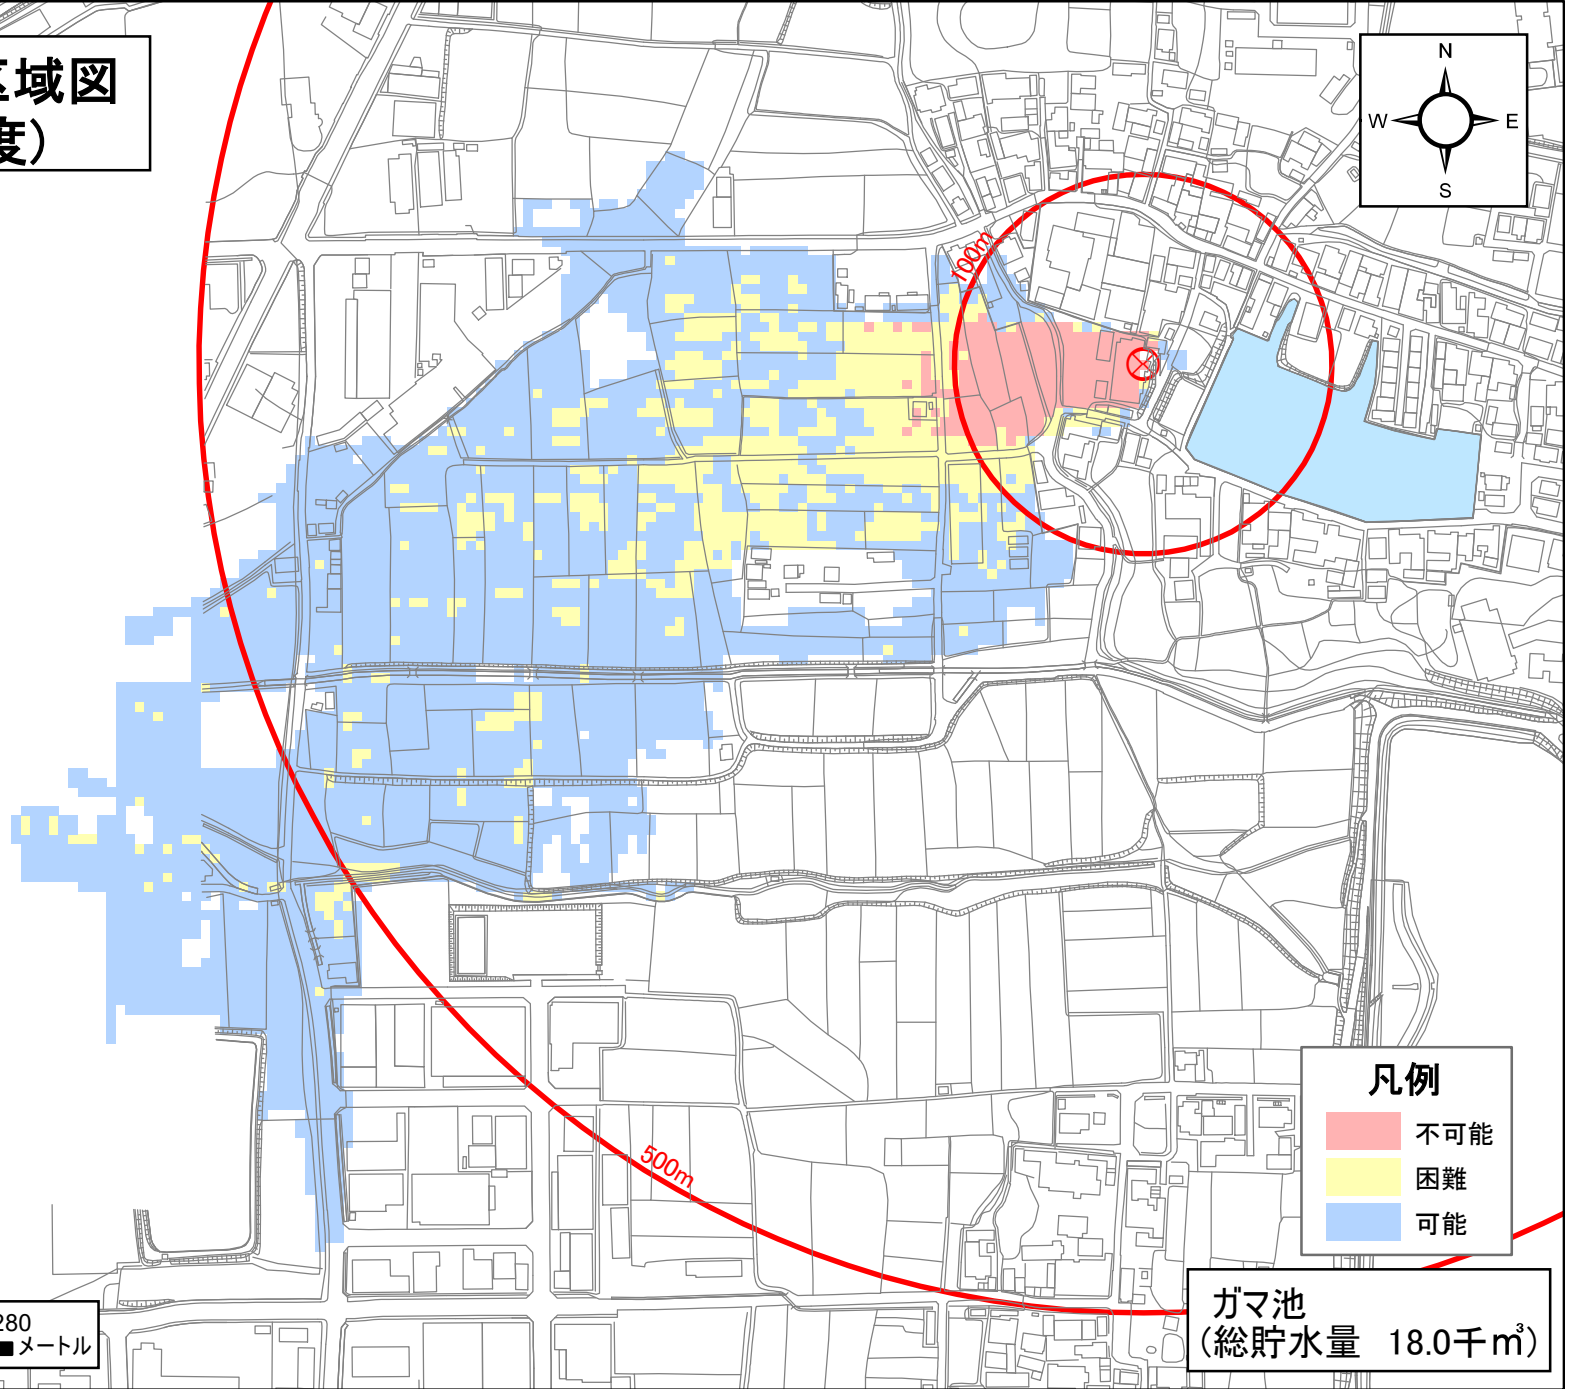 区域図
度)
N
W
E
S
100m
500m
凡例
不可能
困難
可能
280
メートル
ガマ池
(総貯水量 18.0千㎥)